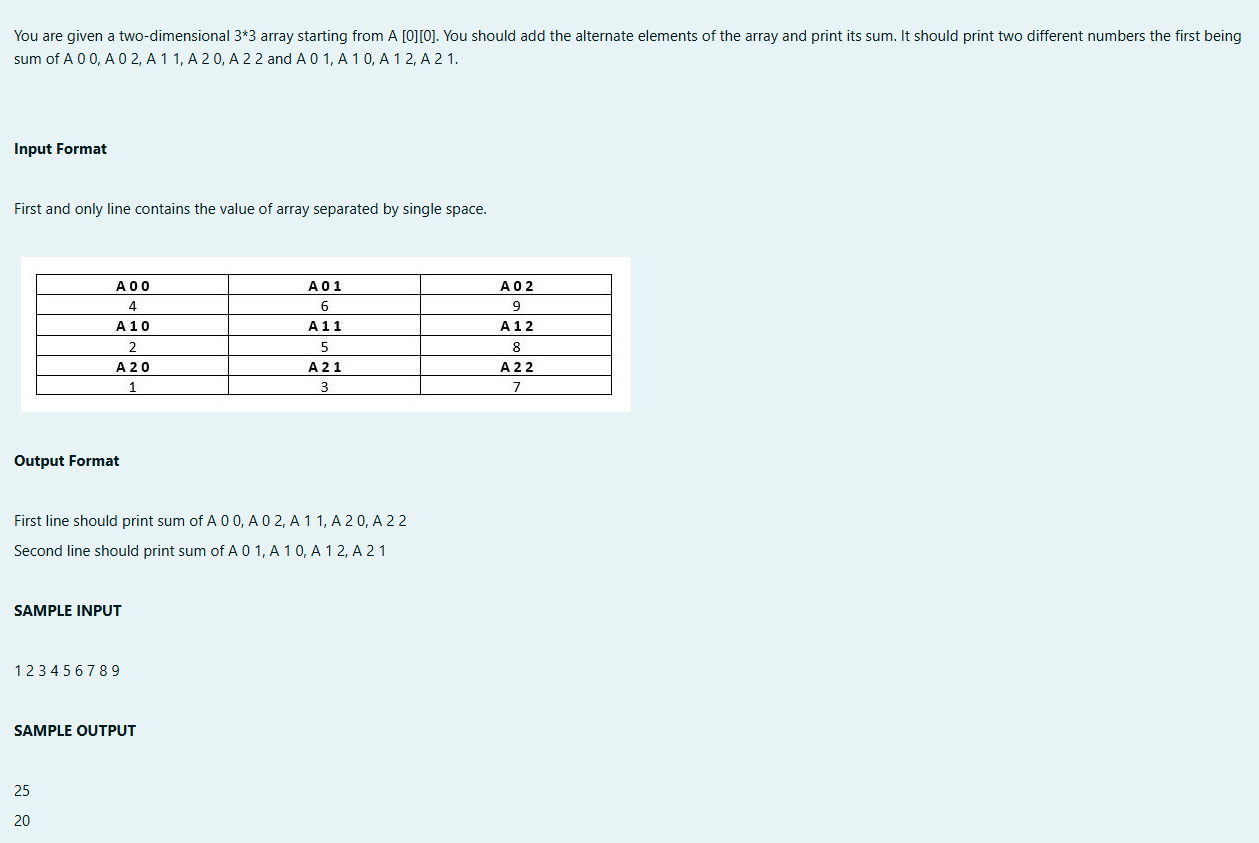 You are given a two-dimensional 3*3 array starting from A [0][0]. You should add the alternate elements of the array and print its sum. It should print two different numbers the first being
sum of A 0 0, A 0 2, A 1 1, A 2 0, A 2 2 and A 0 1, A 1 0, A 1 2, A 2 1.
Input Format
First and only line contains the value of array separated by single space.
A 0 0 A 0 1 A 0 2
4 6 9
A 1 0 A 1 1 A 1 2
2 5 8
A 2 0 A 2 1 A 2 2
1 3 7
Output Format
First line should print sum of A 0 0, A 0 2, A 1 1, A 2 0, A 2 2
Second line should print sum of A 0 1, A 1 0, A 1 2, A 2 1
SAMPLE INPUT
1 2 3 4 5 6 7 8 9
SAMPLE OUTPUT
25
20